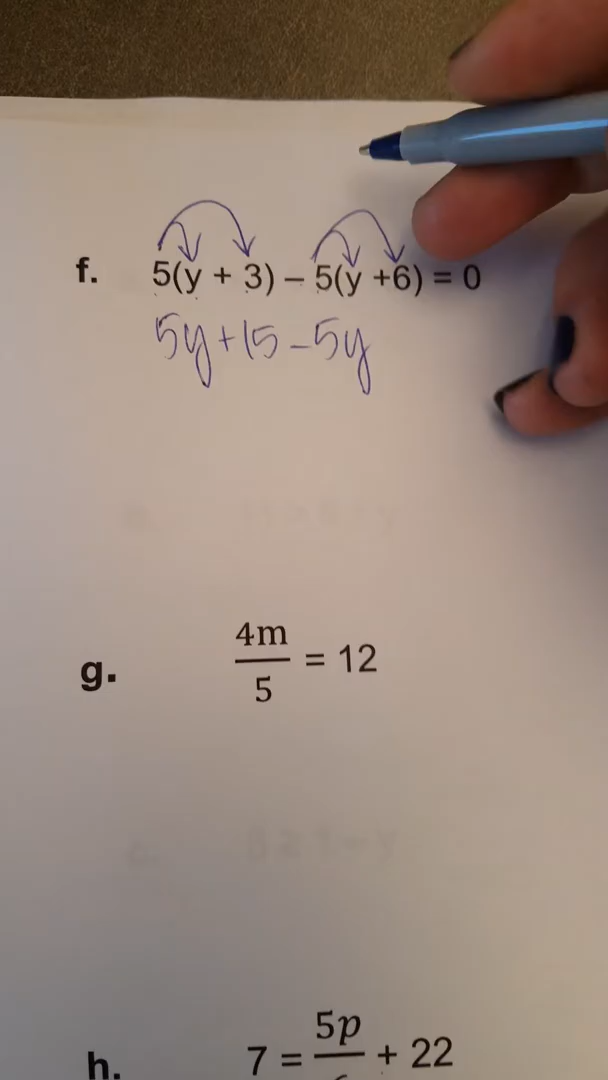 f. 5(y + 3) – 5(y +6) = 0
5y+15-5y
g. 4m/5 = 12
h. 7 = 5p/ + 22